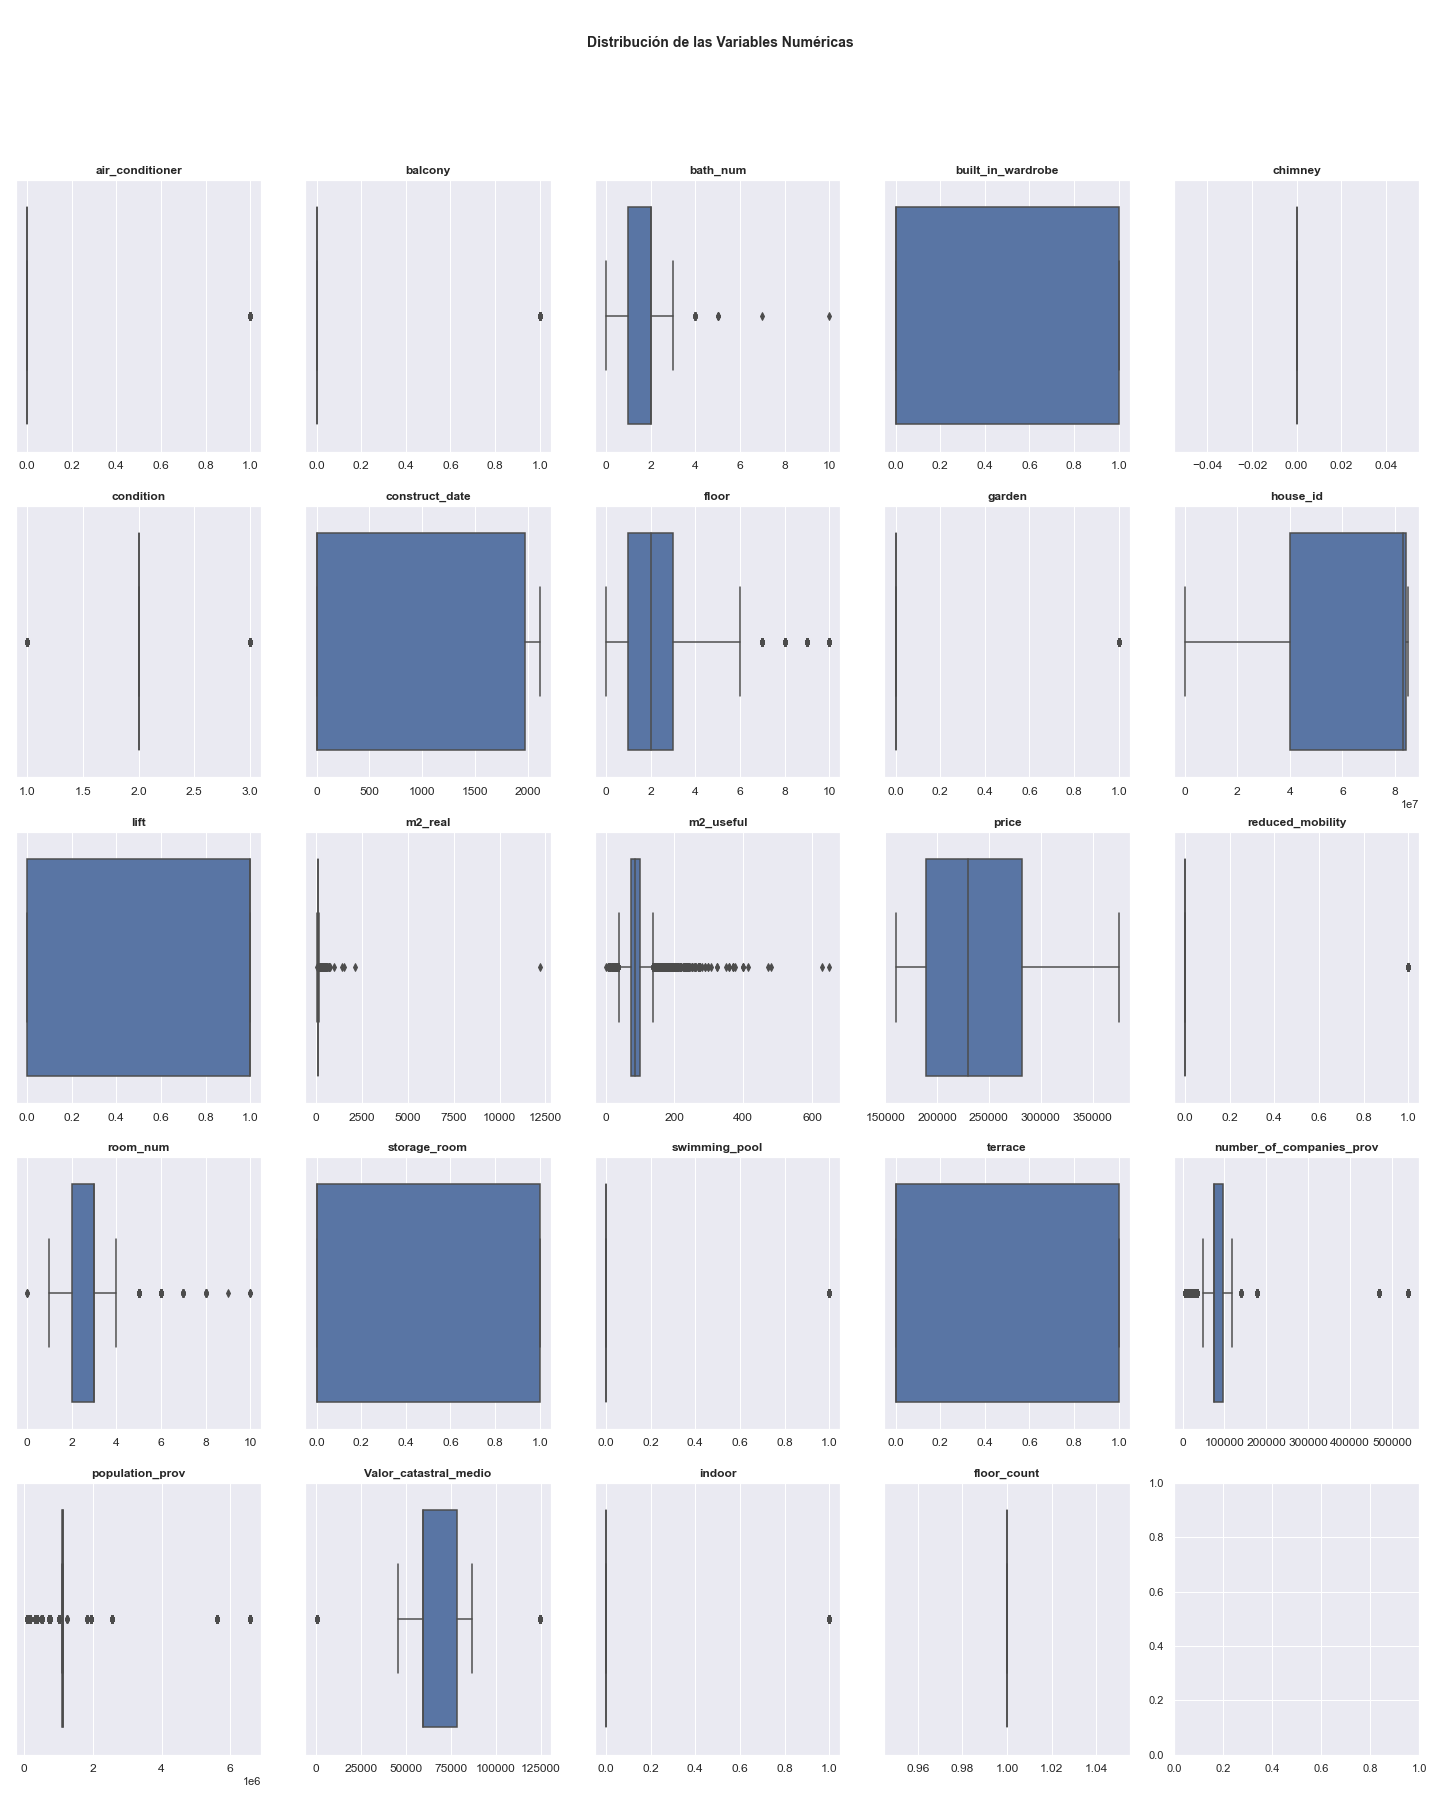 Distribución de las Variables Numéricas
air_conditioner balcony bath_num built_in_wardrobe chimney
0.0 0.2 0.4 0.6 0.8 1.0 0.0 0.2 0.4 0.6 0.8 1.0 0 2 4 6 8 10 0.0 0.2 0.4 0.6 0.8 1.0 −0.04 −0.02 0.00 0.02 0.04
condition construct_date floor garden house_id
1.0 1.5 2.0 2.5 3.0 0 500 1000 1500 2000 0 2 4 6 8 10 0.0 0.2 0.4 0.6 0.8 1.0 0 2 4 6 8
1e7
lift m2_real m2_useful price reduced_mobility
0.0 0.2 0.4 0.6 0.8 1.0 0 2500 5000 7500 10000 12500 0 200 400 600 150000 200000 250000 300000 350000 0.0 0.2 0.4 0.6 0.8 1.0
room_num storage_room swimming_pool terrace number_of_companies_prov
0 2 4 6 8 10 0.0 0.2 0.4 0.6 0.8 1.0 0.0 0.2 0.4 0.6 0.8 1.0 0.0 0.2 0.4 0.6 0.8 1.0 0 100000 200000 300000 400000 500000
population_prov Valor_catastral_medio indoor floor_count
1.0
0.8
0.6
0.4
0.2
0.0
0 2 4 6 0 25000 50000 75000 100000 125000 0.0 0.2 0.4 0.6 0.8 1.0 0.96 0.98 1.00 1.02 1.04 0.0 0.2 0.4 0.6 0.8 1.0
1e6